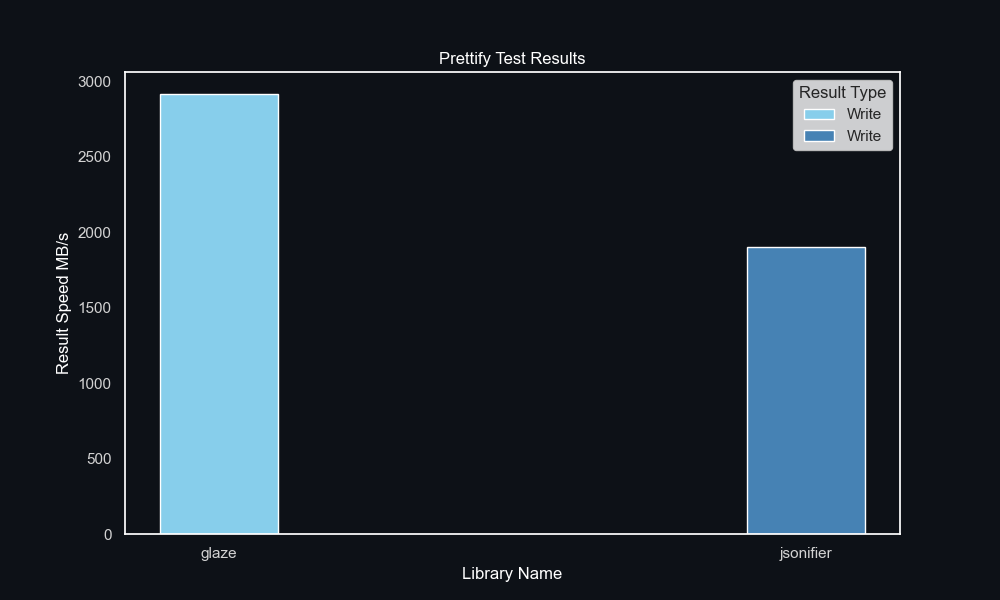 Prettify Test Results
Result Type
Write
Write
Result Speed MB/s
3000
2500
2000
1500
1000
500
0
glaze
jsonifier
Library Name